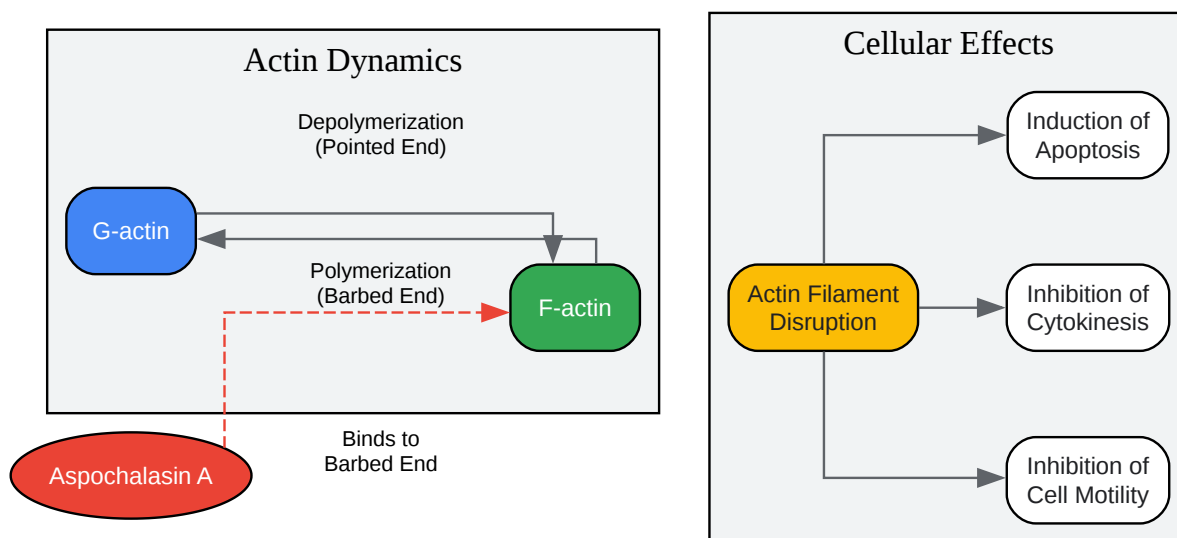 Actin Dynamics
Depolymerization
(Pointed End)
G-actin
Polymerization
(Barbed End)
F-actin
Binds to
Barbed End
Aspochalasin A
Cellular Effects
Induction of
Apoptosis
Actin Filament
Disruption
Inhibition of
Cytokinesis
Inhibition of
Cell Motility